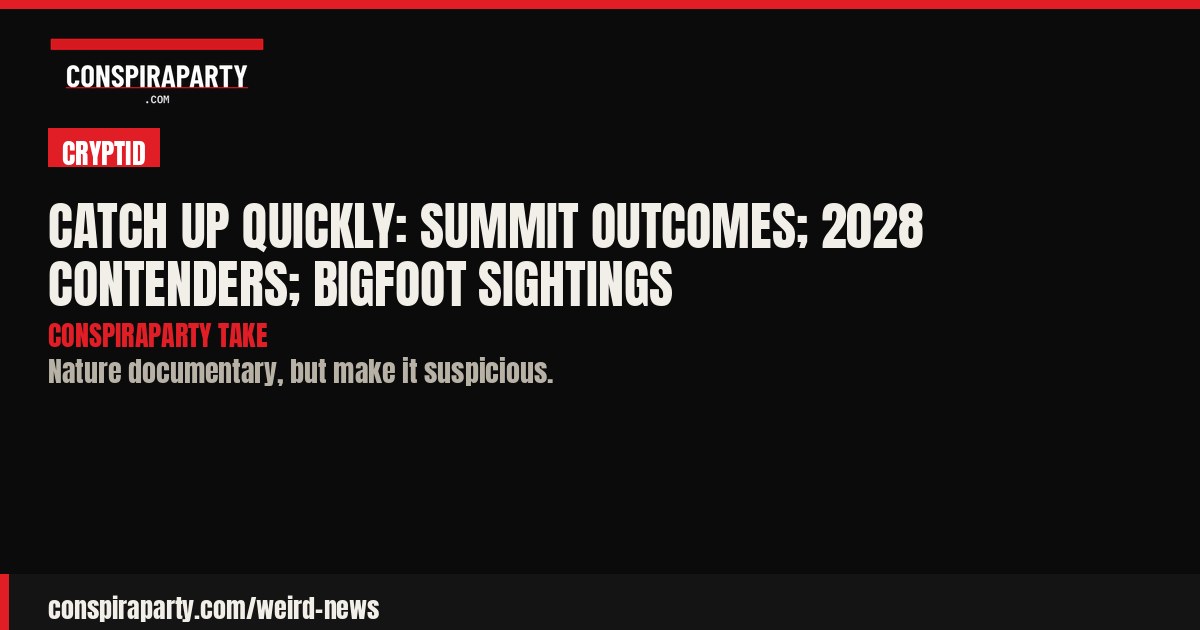 CONSPIRAPARTY
.COM
CRYPTID
CATCH UP QUICKLY: SUMMIT OUTCOMES; 2028
CONTENDERS; BIGFOOT SIGHTINGS
CONSPIRAPARTY TAKE
Nature documentary, but make it suspicious.
conspiraparty.com/weird-news